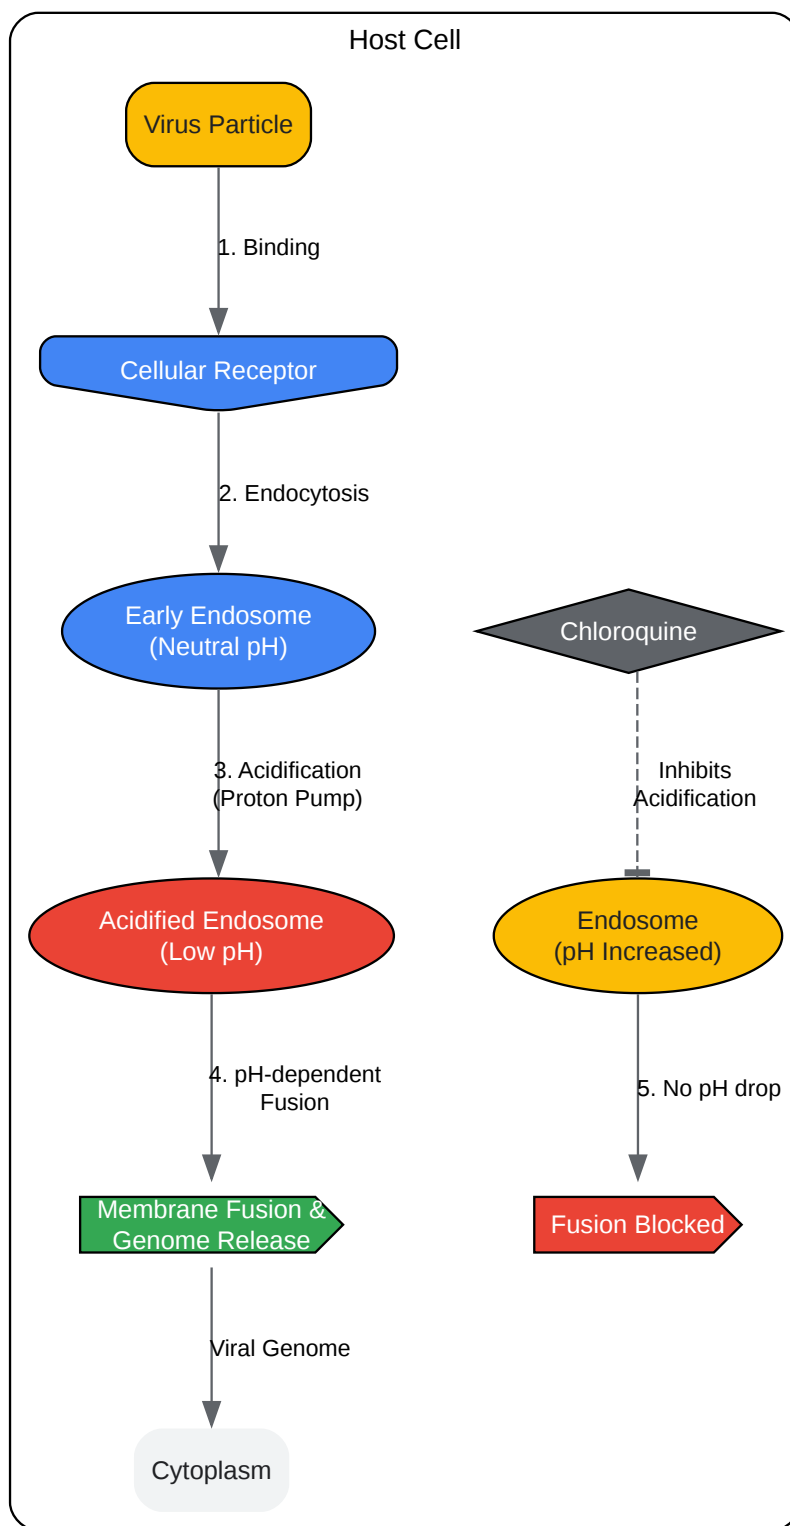 Host Cell
Virus Particle
1. Binding
Cellular Receptor
2. Endocytosis
Early Endosome
(Neutral pH)
Chloroquine
3. Acidification
(Proton Pump)
Inhibits
Acidification
Acidified Endosome
(Low pH)
Endosome
(pH Increased)
4. pH-dependent
Fusion
5. No pH drop
Membrane Fusion &
Genome Release
Fusion Blocked
Viral Genome
Cytoplasm